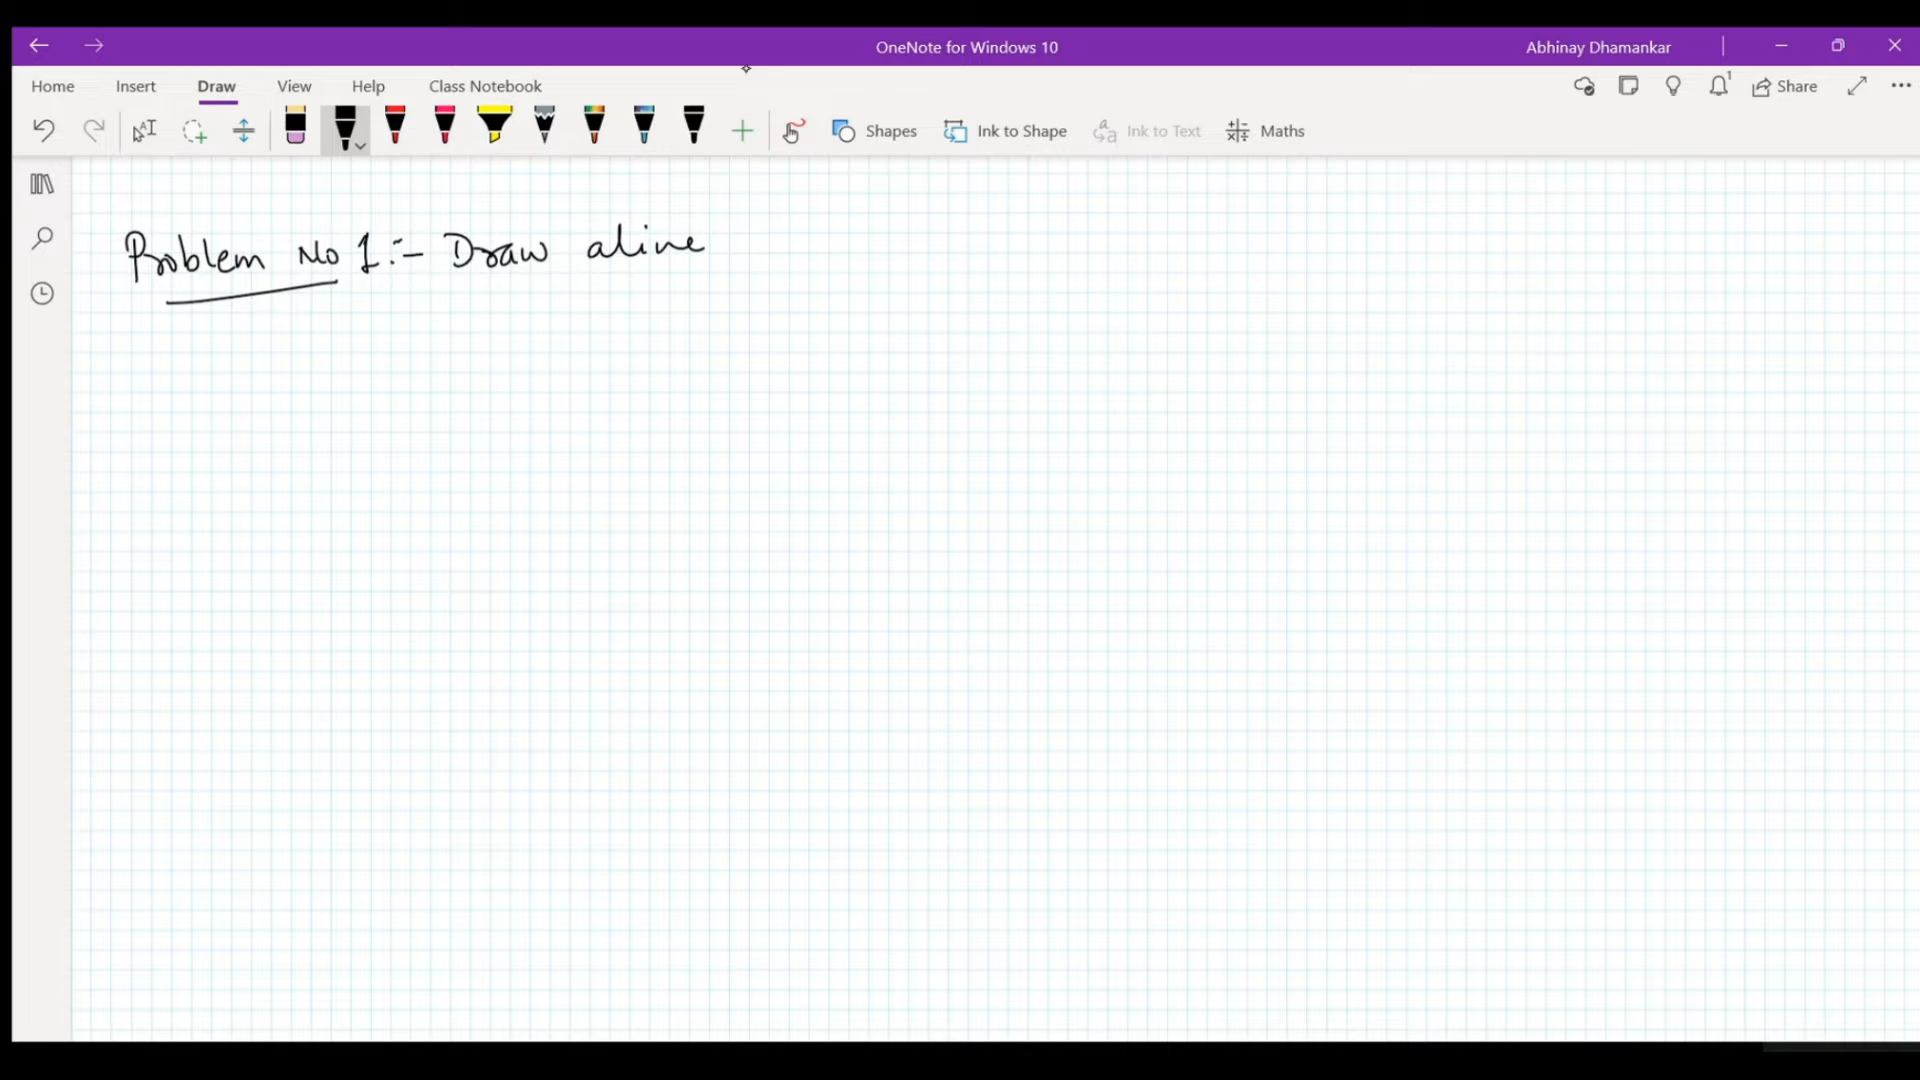 OneNote for Windows 10
Abhinay Dhamankar
Home Insert Draw View Help Class Notebook
1 Share
Shapes Ink to Shape Ink to Text Maths
Problem No 1:- Draw aline